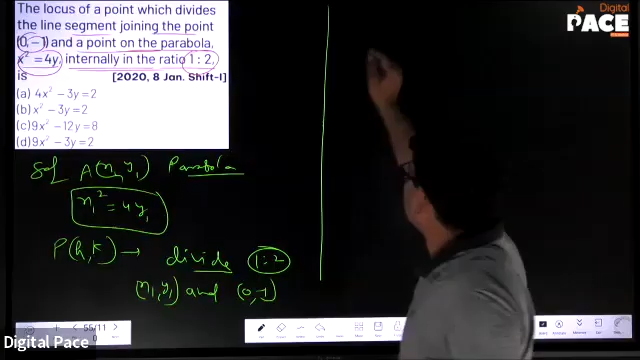 Digital
PACE
The locus of a point which divides
the line segment joining the point
(0, −1) and a point on the parabola,
x² = 4y, internally in the ratio 1 : 2,
is [2020, 8 Jan. Shift-I]
(a) 4x² − 3y = 2
(b) x² − 3y = 2
(c) 9x² − 12y = 8
(d) 9x² − 3y = 2
Sol A(x₁, y₁) Parabola
x₁² = 4y₁
P(h, k) → divide 1:2
(x₁, y₁) and (0, -1)
55/11
Digital Pace